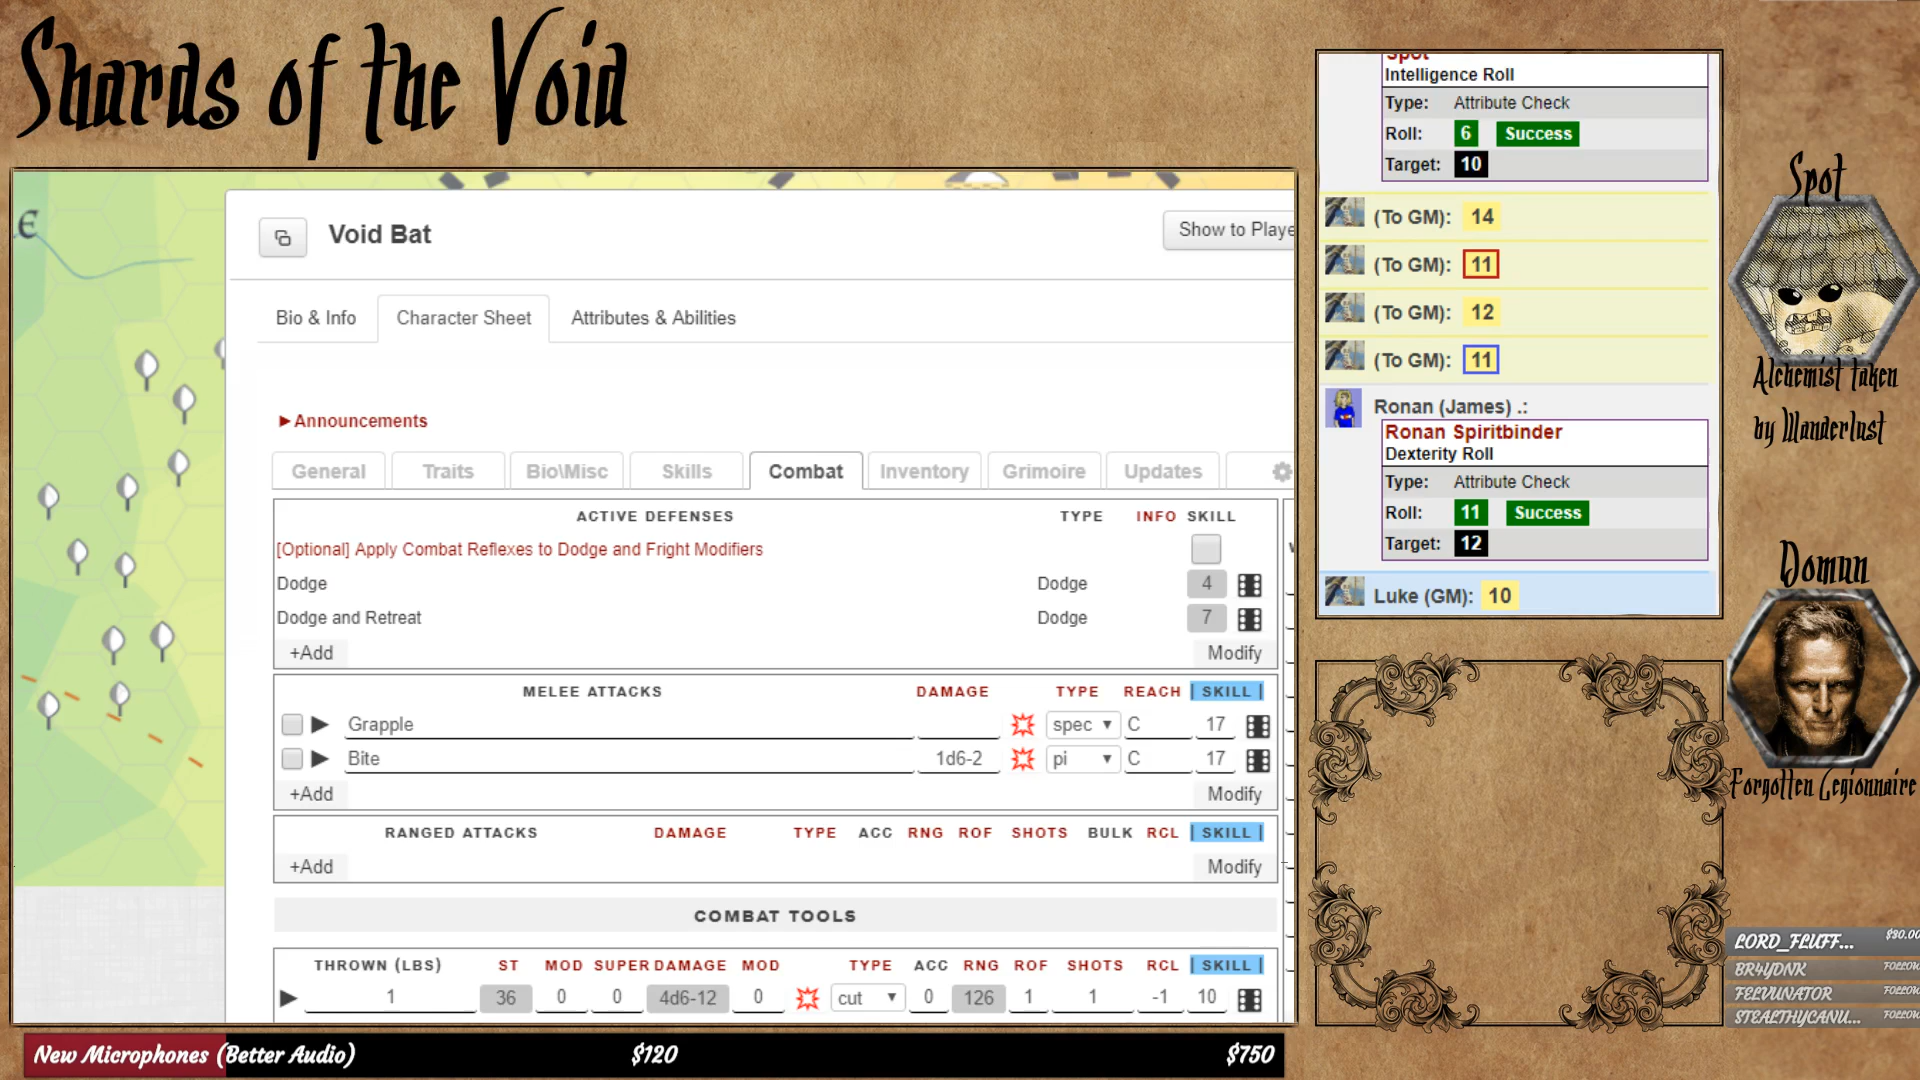 Shards of the Void
Є
Void Bat
Show to Playe
Bio & Info
Character Sheet
Attributes & Abilities
►Announcements
General
Traits
Bio\Misc
Skills
Combat
Inventory
Grimoire
Updates
ACTIVE DEFENSES TYPE INFO SKILL
[Optional] Apply Combat Reflexes to Dodge and Fright Modifiers
Dodge Dodge 4
Dodge and Retreat Dodge 7
+Add Modify
MELEE ATTACKS DAMAGE TYPE REACH | SKILL |
Grapple spec ▼ C 17
Bite 1d6-2 pi ▼ C 17
+Add Modify
RANGED ATTACKS DAMAGE TYPE ACC RNG ROF SHOTS BULK RCL | SKILL |
+Add Modify
COMBAT TOOLS
THROWN (LBS) ST MOD SUPER DAMAGE MOD TYPE ACC RNG ROF SHOTS RCL | SKILL |
1 36 0 0 4d6-12 0 cut ▼ 0 126 1 1 -1 10
New Microphones (Better Audio) $120 $750
Spot
Intelligence Roll
Type: Attribute Check
Roll: 6 Success
Target: 10
(To GM): 14
(To GM): 11
(To GM): 12
(To GM): 11
Ronan (James) .:
Ronan Spiritbinder
Dexterity Roll
Type: Attribute Check
Roll: 11 Success
Target: 12
Luke (GM): 10
Spot
Alchemist taken
by Wanderlust
Domun
Forgotten Legionnaire
LORD_FLUFF... $30.00
BR4YDNK FOLLOW
FELVUNATOR FOLLOW
STEALTHYCANU... FOLLOW